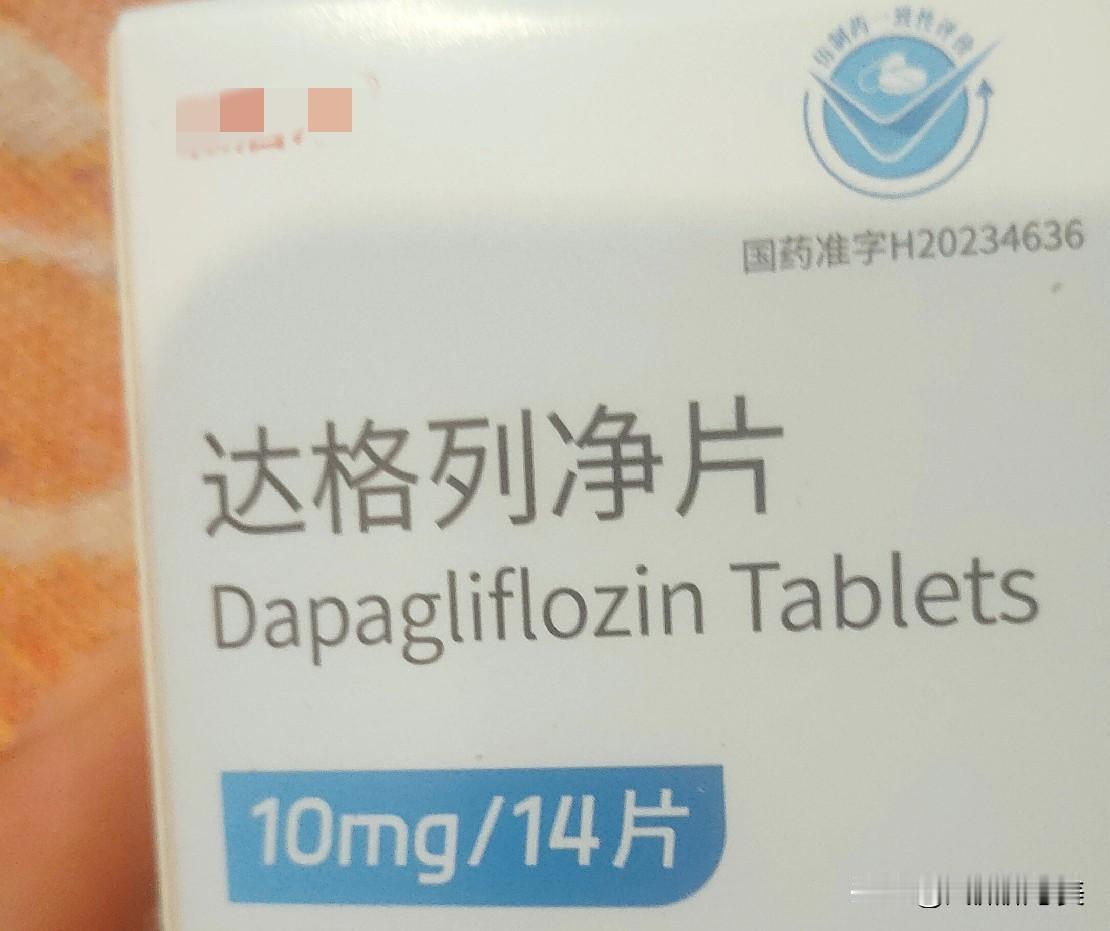 仿制药一致性评价
国药准字H20234636
达格列净片
Dapagliflozin Tablets
10mg/14片